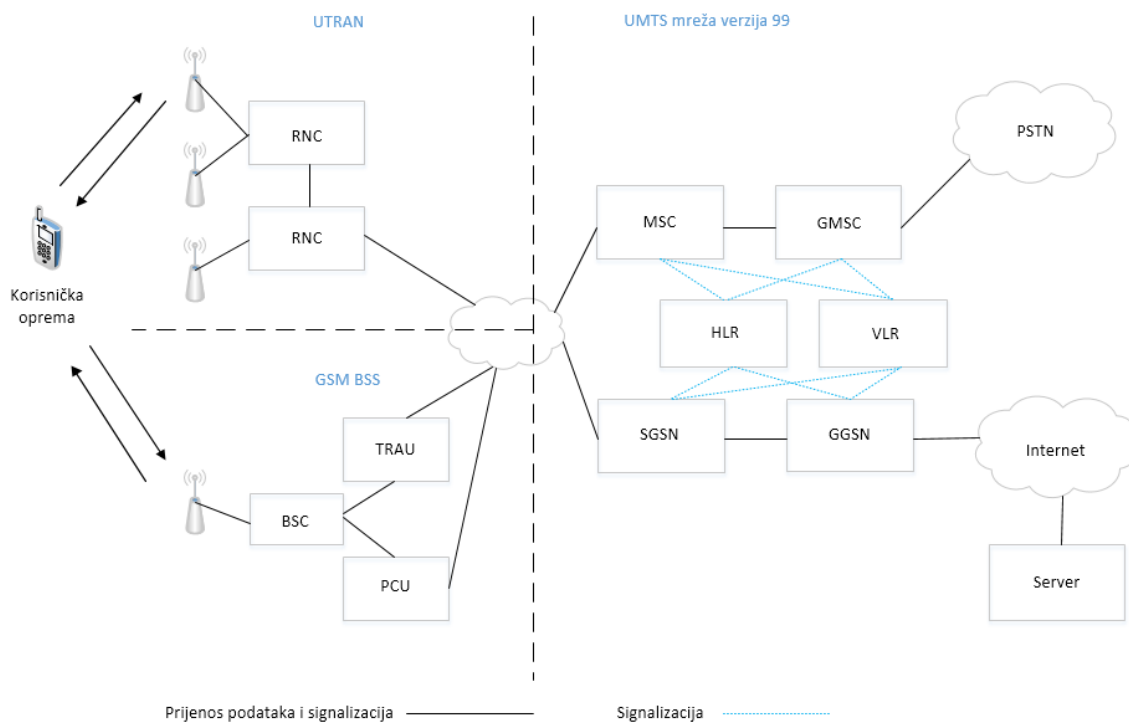 UTRAN
UMTS mreža verzija 99
RNC
PSTN
MSC
GMSC
RNC
Korisnička
oprema
HLR
VLR
GSM BSS
TRAU
SGSN
GGSN
Internet
BSC
PCU
Server
Prijenos podataka i signalizacija
Signalizacija